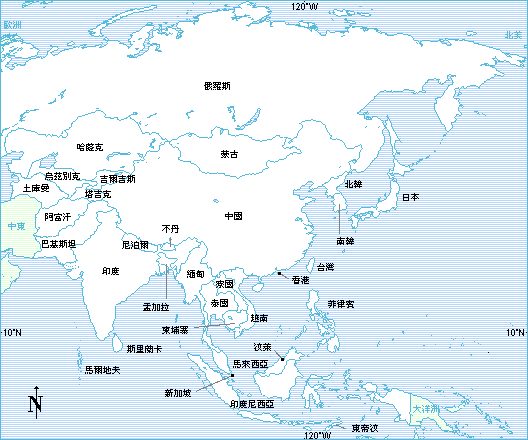 120°W
歐洲
北美
俄羅斯
哈薩克
蒙古
烏茲別克
吉爾吉斯
土庫曼
塔吉克
北韓
日本
阿富汗
中國
中東
不丹
巴基斯坦
尼泊爾
南韓
印度
緬甸
台灣
香港
寮國
孟加拉
泰國
菲律賓
越南
柬埔寨
10°N
10°N
斯里蘭卡
汶萊
馬爾地夫
馬來西亞
新加坡
印度尼西亞
大洋洲
N
東帝汶
120°W